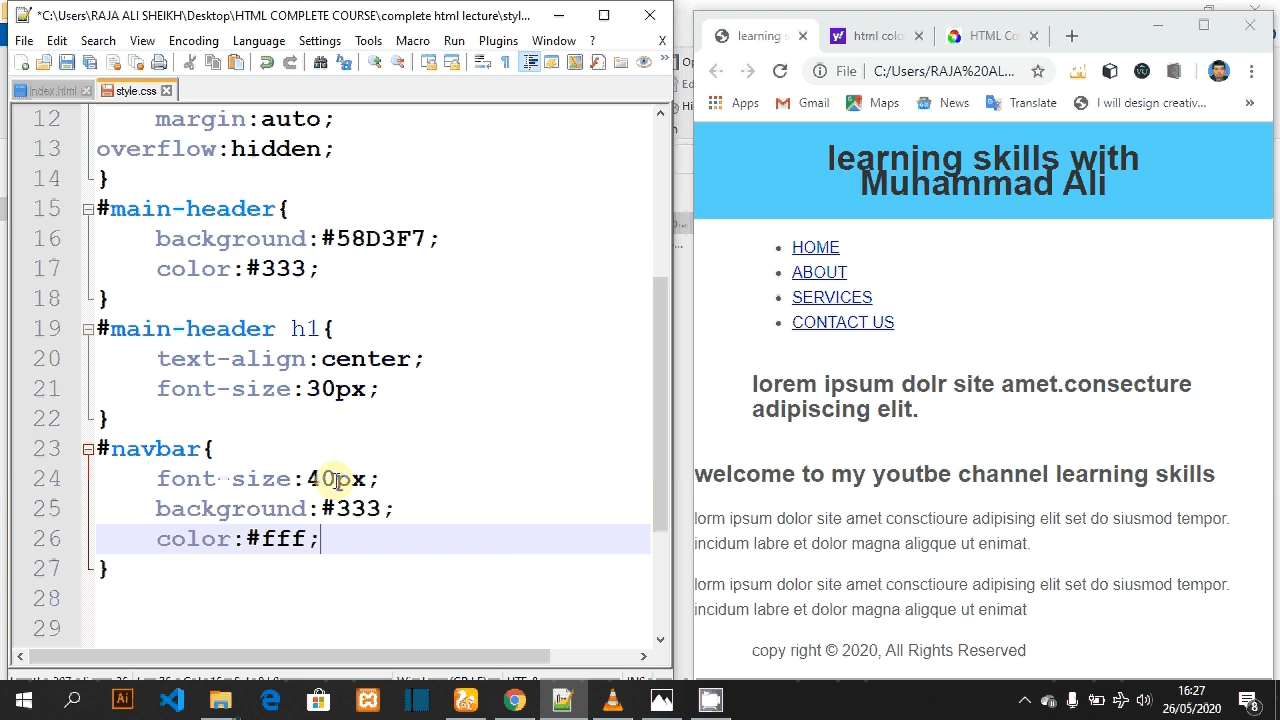 *C:\Users\RAJA ALI SHEIKH\Desktop\HTML COMPLETE COURSE\complete html lecture\styl...
File Edit Search View Encoding Language Settings Tools Macro Run Plugins Window ? X
Index.html style.css
12 margin:auto;
13 overflow:hidden;
14 }
15 #main-header{
16 background:#58D3F7;
17 color:#333;
18 }
19 #main-header h1{
20 text-align:center;
21 font-size:30px;
22 }
23 #navbar{
24 font-size:40px;
25 background:#333;
26 color:#fff;
27 }
28
29
learning s html colo HTML Co
File C:/Users/RAJA%20AL...
Apps Gmail Maps News Translate I will design creativ... »
learning skills with
Muhammad Ali
• HOME
• ABOUT
• SERVICES
• CONTACT US
lorem ipsum dolr site amet.consecture
adipiscing elit.
welcome to my youtbe channel learning skills
lorm ipsum dolor site amet consctioure adipising elit set do siusmod tempor.
incidum labre et dolor magna aligque ut enimat.
lorm ipsum dolor site amet consctioure adipising elit set do siusmod tempor.
incidum labre et dolor magna aligque ut enimat
copy right © 2020, All Rights Reserved
16:27
26/05/2020
8